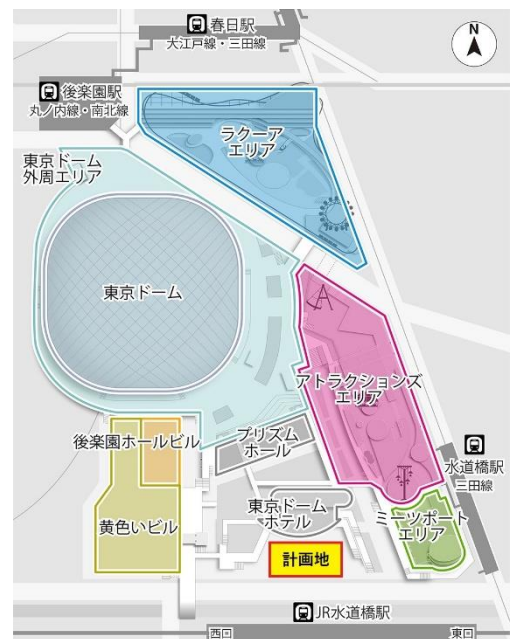 春日駅
大江戸線・三田線
N
後楽園駅
丸ノ内線・南北線
ラクーア
エリア
東京ドーム
外周エリア
東京ドーム
アトラクションズ
エリア
後楽園ホールビル
プリズム
ホール
水道橋駅
三田線
黄色いビル
東京ドーム
ホテル
ミーツポート
エリア
計画地
JR水道橋駅
西口
東口